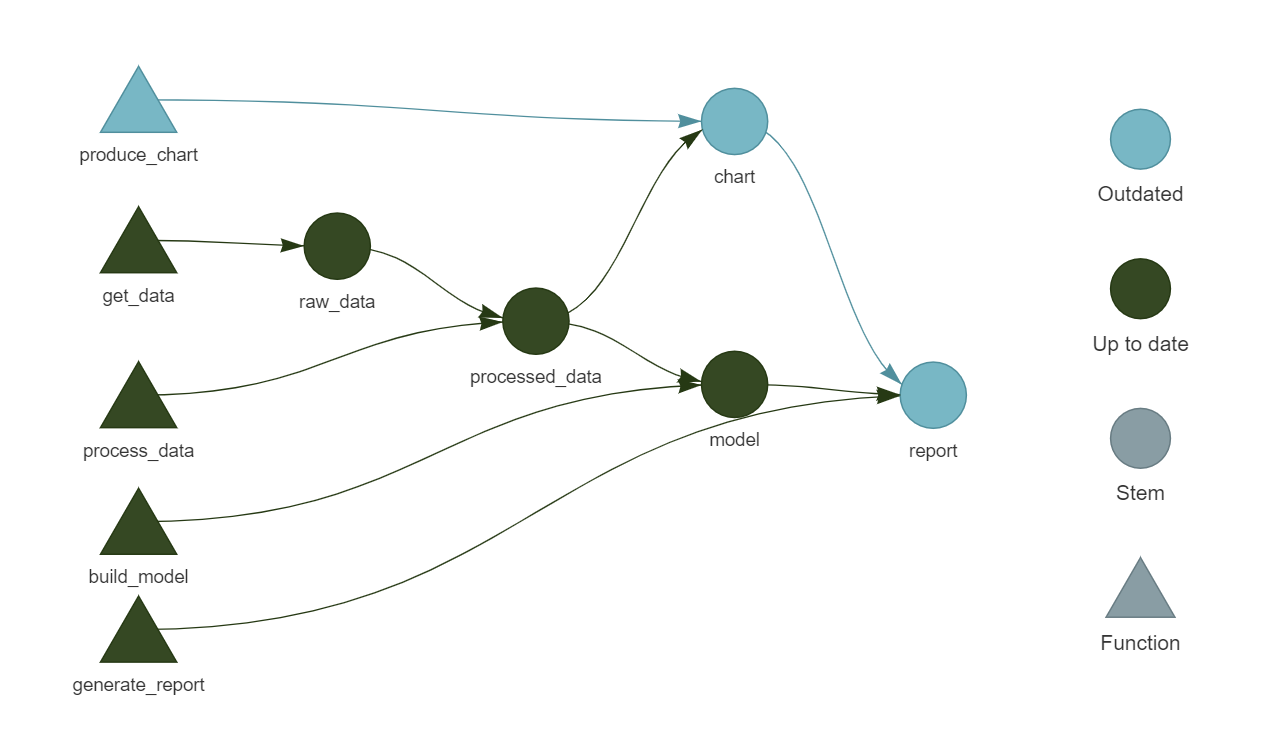 produce_chart
chart
Outdated
get_data
raw_data
Up to date
processed_data
process_data
model
report
Stem
build_model
Function
generate_report